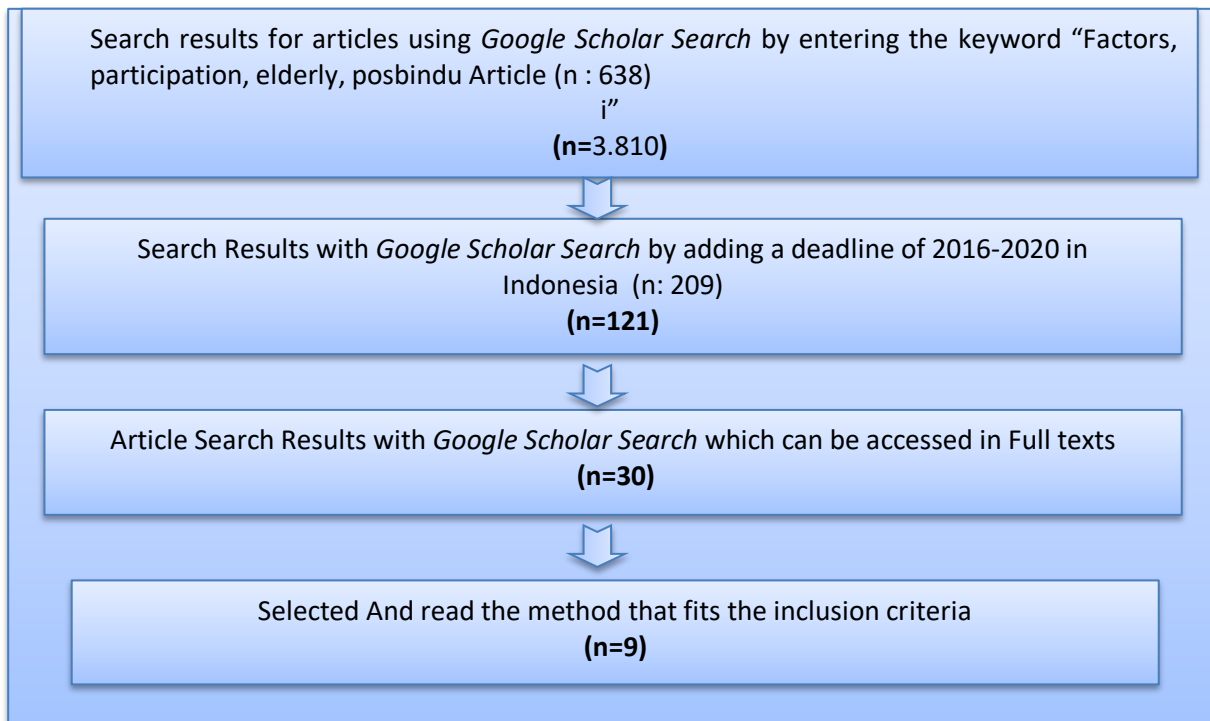 Search results for articles using Google Scholar Search by entering the keyword “Factors,
participation, elderly, posbindu Article (n : 638)
i”
(n=3.810)
Search Results with Google Scholar Search by adding a deadline of 2016-2020 in
Indonesia (n: 209)
(n=121)
Article Search Results with Google Scholar Search which can be accessed in Full texts
(n=30)
Selected And read the method that fits the inclusion criteria
(n=9)